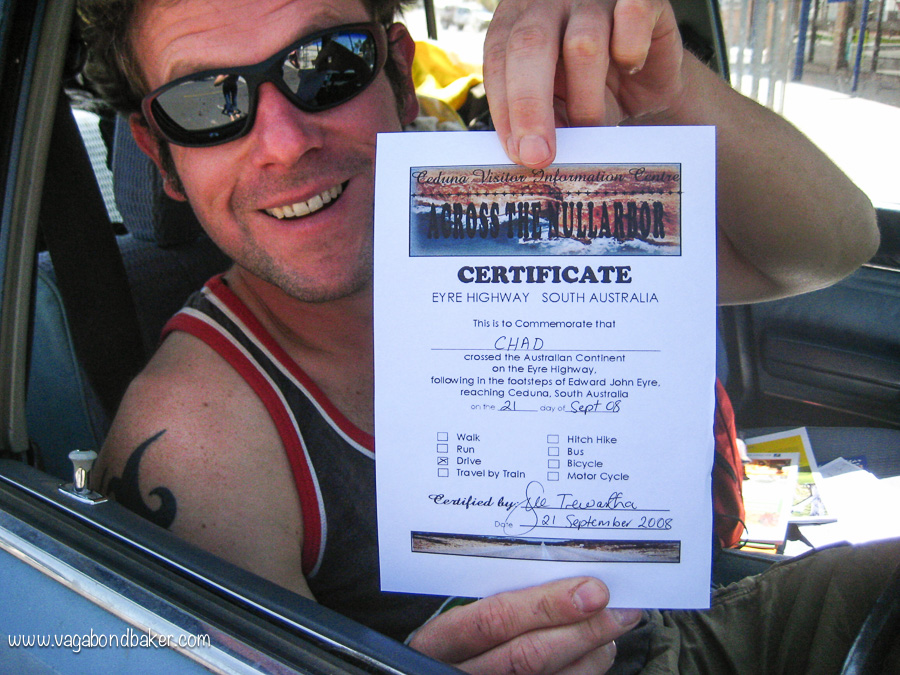 Ceduna Visitor Information Centre
ACROSS THE NULLARBOR
CERTIFICATE
EYRE HIGHWAY SOUTH AUSTRALIA
This is to Commemorate that
CHAD
crossed the Australian Continent
on the Eyre Highway,
following in the footsteps of Edward John Eyre,
reaching Ceduna, South Australia
on the 21 day of Sept 08
Walk
Run
Drive
Travel by Train
Hitch Hike
Bus
Bicycle
Motor Cycle
Certified by: Sue Trewartha
Date 21 September 2008
www.vagabondbaker.com